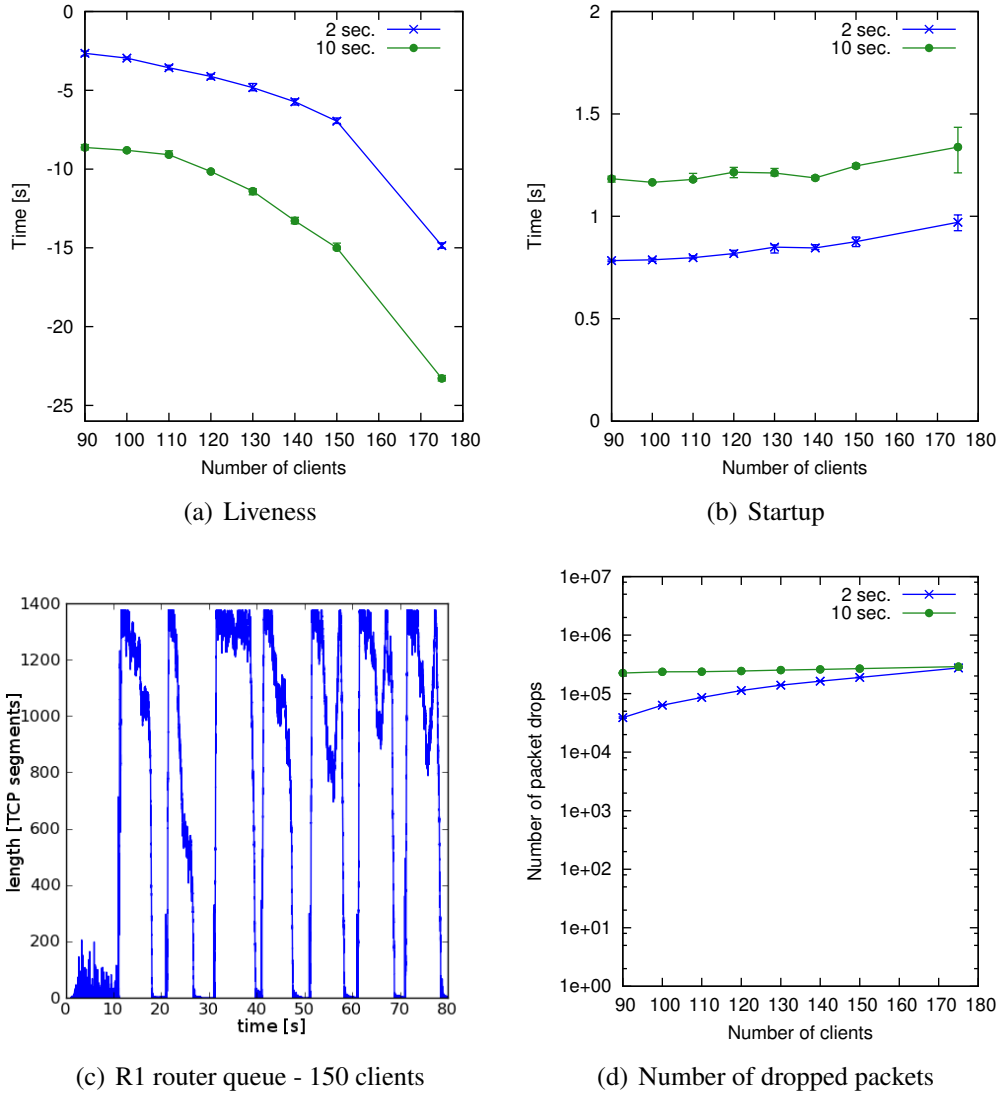 0
-5
-10
-15
-20
-25
90 100 110 120 130 140 150 160 170 180
Time [s]
Number of clients
2 sec.
10 sec.
(a) Liveness
2
1.5
1
0.5
0
90 100 110 120 130 140 150 160 170 180
Time [s]
Number of clients
2 sec.
10 sec.
(b) Startup
1400
1200
1000
800
600
400
200
0
0 10 20 30 40 50 60 70 80
length [TCP segments]
time [s]
(c) R1 router queue - 150 clients
1e+07
1e+06
1e+05
1e+04
1e+03
1e+02
1e+01
1e+00
90 100 110 120 130 140 150 160 170 180
Number of packet drops
Number of clients
2 sec.
10 sec.
(d) Number of dropped packets